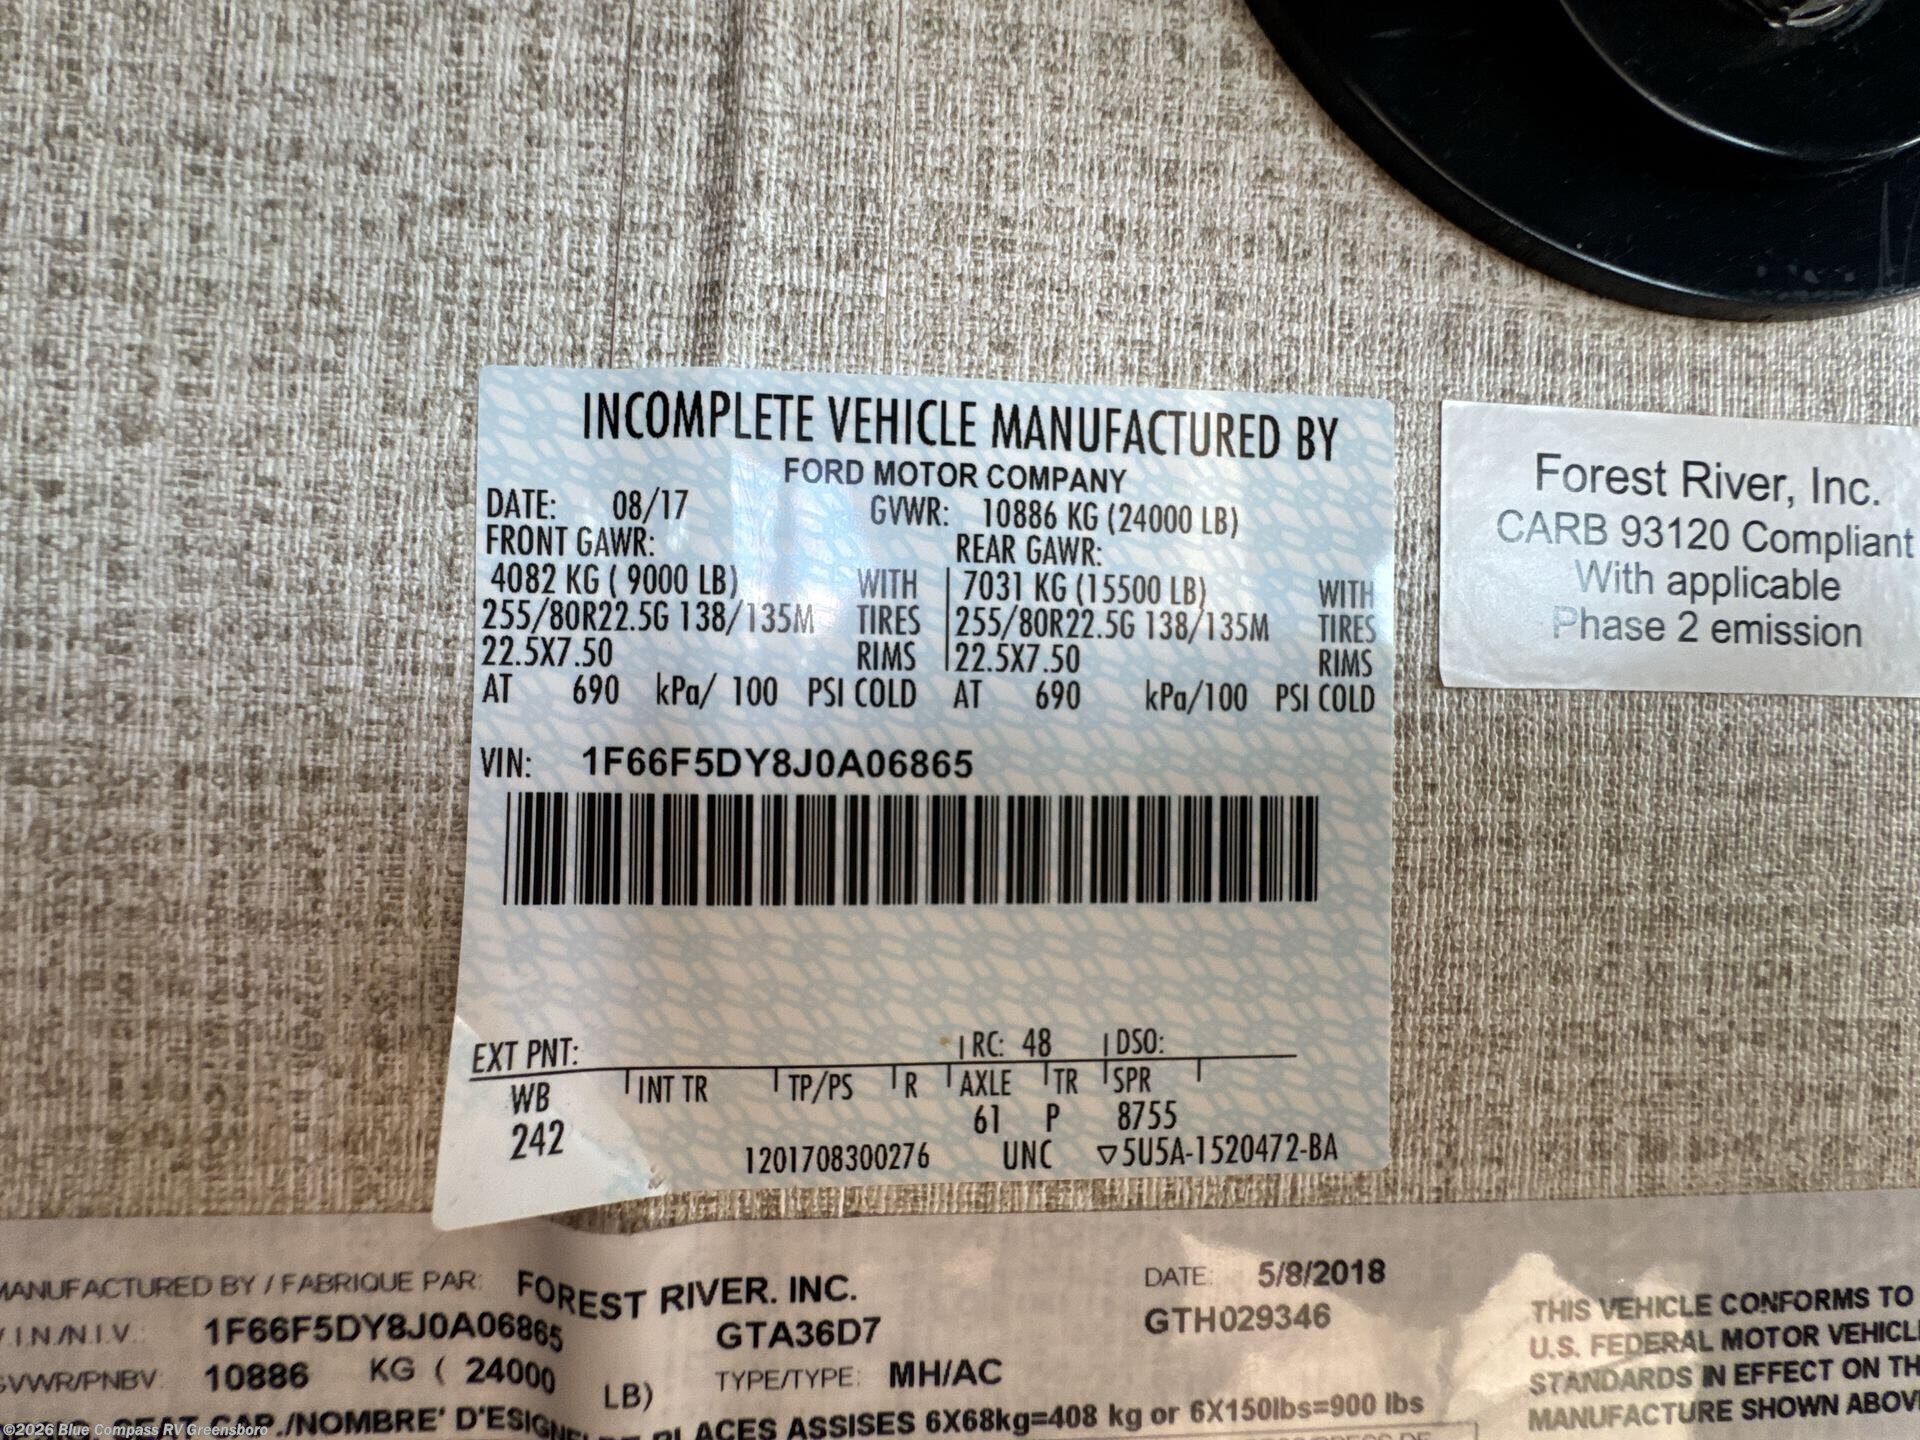 INCOMPLETE VEHICLE MANUFACTURED BY
FORD MOTOR COMPANY
DATE: 08/17 GVWR: 10886 KG (24000 LB)
FRONT GAWR: REAR GAWR:
4082 KG ( 9000 LB) WITH 7031 KG (15500 LB) WITH
255/80R22.5G 138/135M TIRES 255/80R22.5G 138/135M TIRES
22.5X7.50 RIMS 22.5X7.50 RIMS
AT 690 kPa/ 100 PSI COLD AT 690 kPa/100 PSI COLD
VIN: 1F66F5DY8J0A06865
EXT PNT: RC: 48 DSO:
WB INT TR TP/PS R AXLE TR SPR
242 61 P 8755
1201708300276 UNC ▽5U5A-1520472-BA
Forest River, Inc.
CARB 93120 Compliant
With applicable
Phase 2 emission
MANUFACTURED BY / FABRIQUE PAR: FOREST RIVER. INC. DATE: 5/8/2018
V.I.N./N.I.V.: 1F66F5DY8J0A06865 GTA36D7 GTH029346
GVWR/PNBV: 10886 KG ( 24000 LB) TYPE/TYPE: MH/AC
SEAT CAP./NOMBRE' D'ESIGNE PLACES ASSISES 6X68kg=408 kg or 6X150lbs=900 lbs
THIS VEHICLE CONFORMS TO
U.S. FEDERAL MOTOR VEHICL
STANDARDS IN EFFECT ON TH
MANUFACTURE SHOWN ABOV
©2026 Blue Compass RV Greensboro